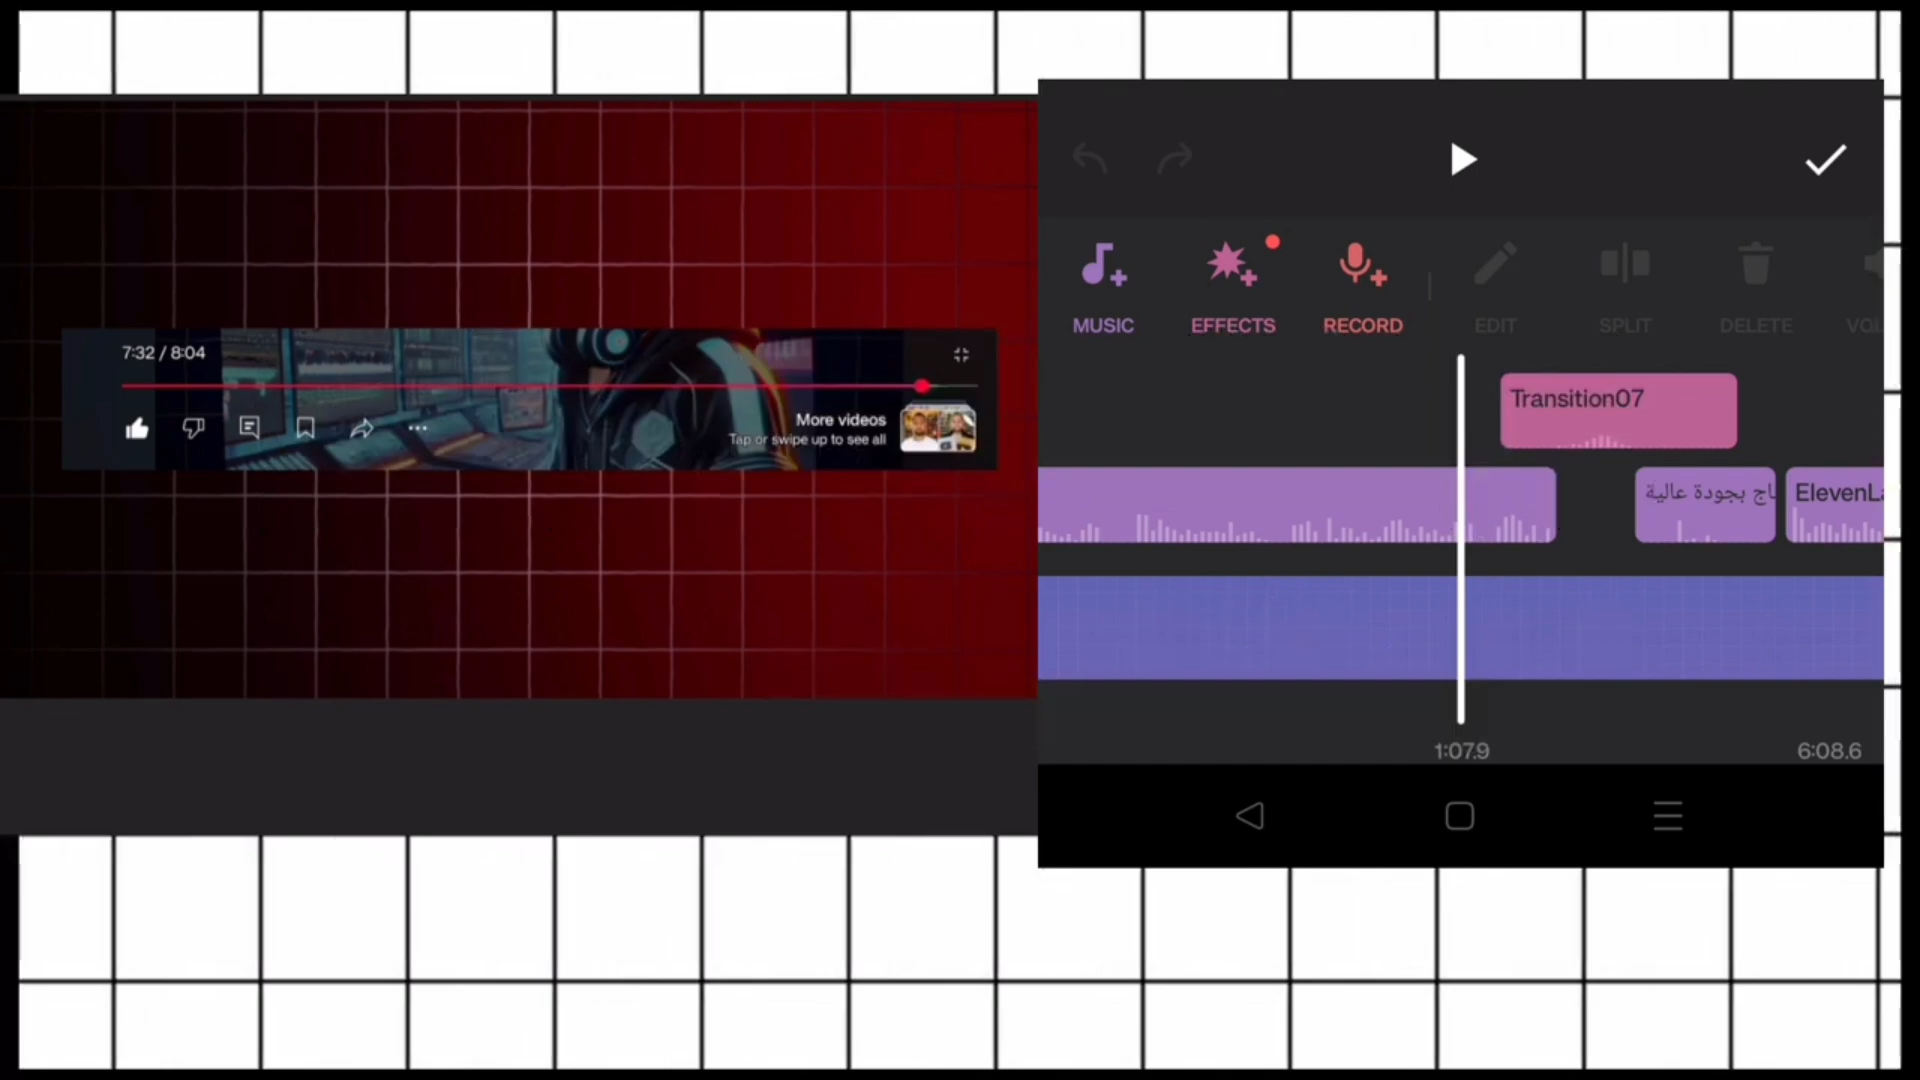 7:32 / 8:04
More videos
Tap or swipe up to see all
MUSIC
EFFECTS
RECORD
EDIT
SPLIT
DELETE
Transition07
بجودة عالية
ElevenL
1:07.9
6:08.6